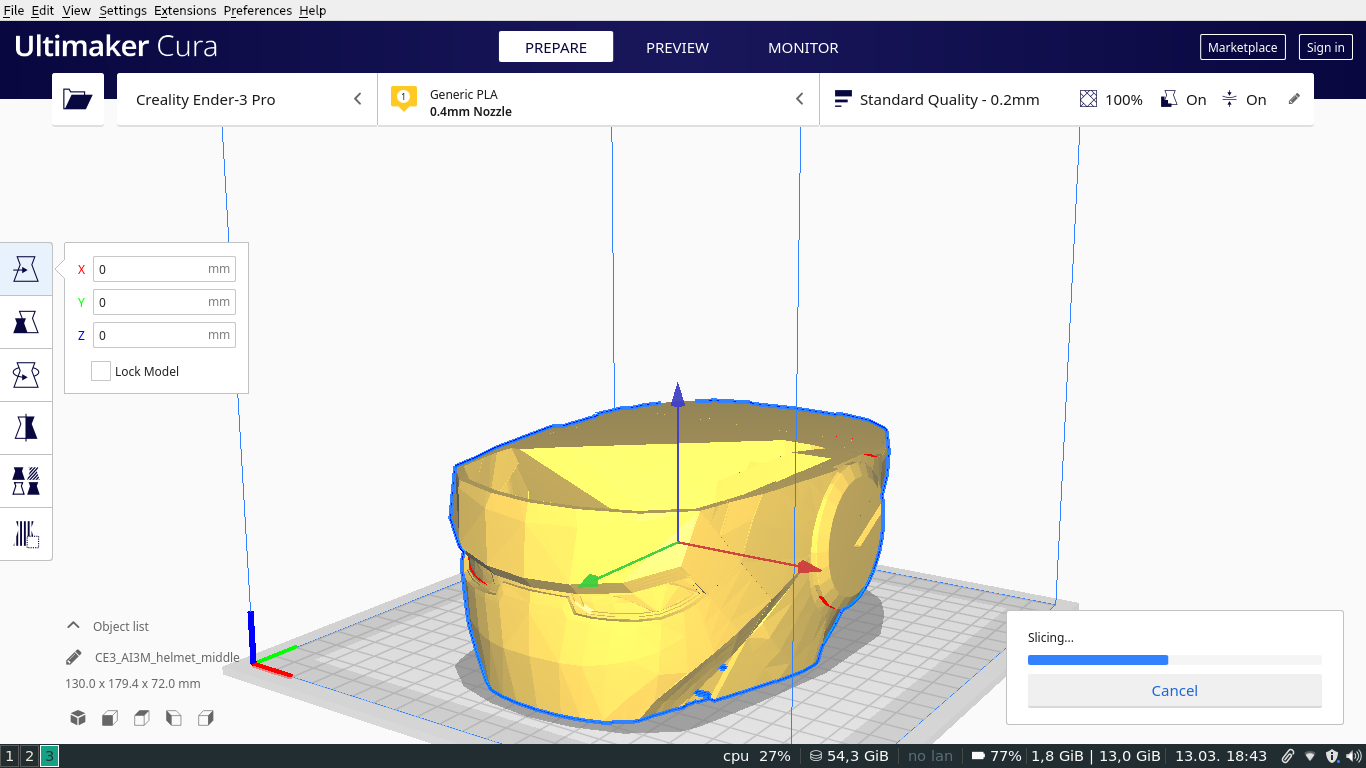 File Edit View Settings Extensions Preferences Help
Ultimaker Cura
PREPARE
PREVIEW
MONITOR
Marketplace
Sign in
Creality Ender-3 Pro
1
Generic PLA
0.4mm Nozzle
Standard Quality - 0.2mm
100%
On
On
X 0 mm
Y 0 mm
Z 0 mm
Lock Model
Object list
CE3_AI3M_helmet_middle
130.0 x 179.4 x 72.0 mm
Slicing...
Cancel
1 2 3
cpu 27% 54,3 GiB no lan 77% 1,8 GiB | 13,0 GiB 13.03. 18:43